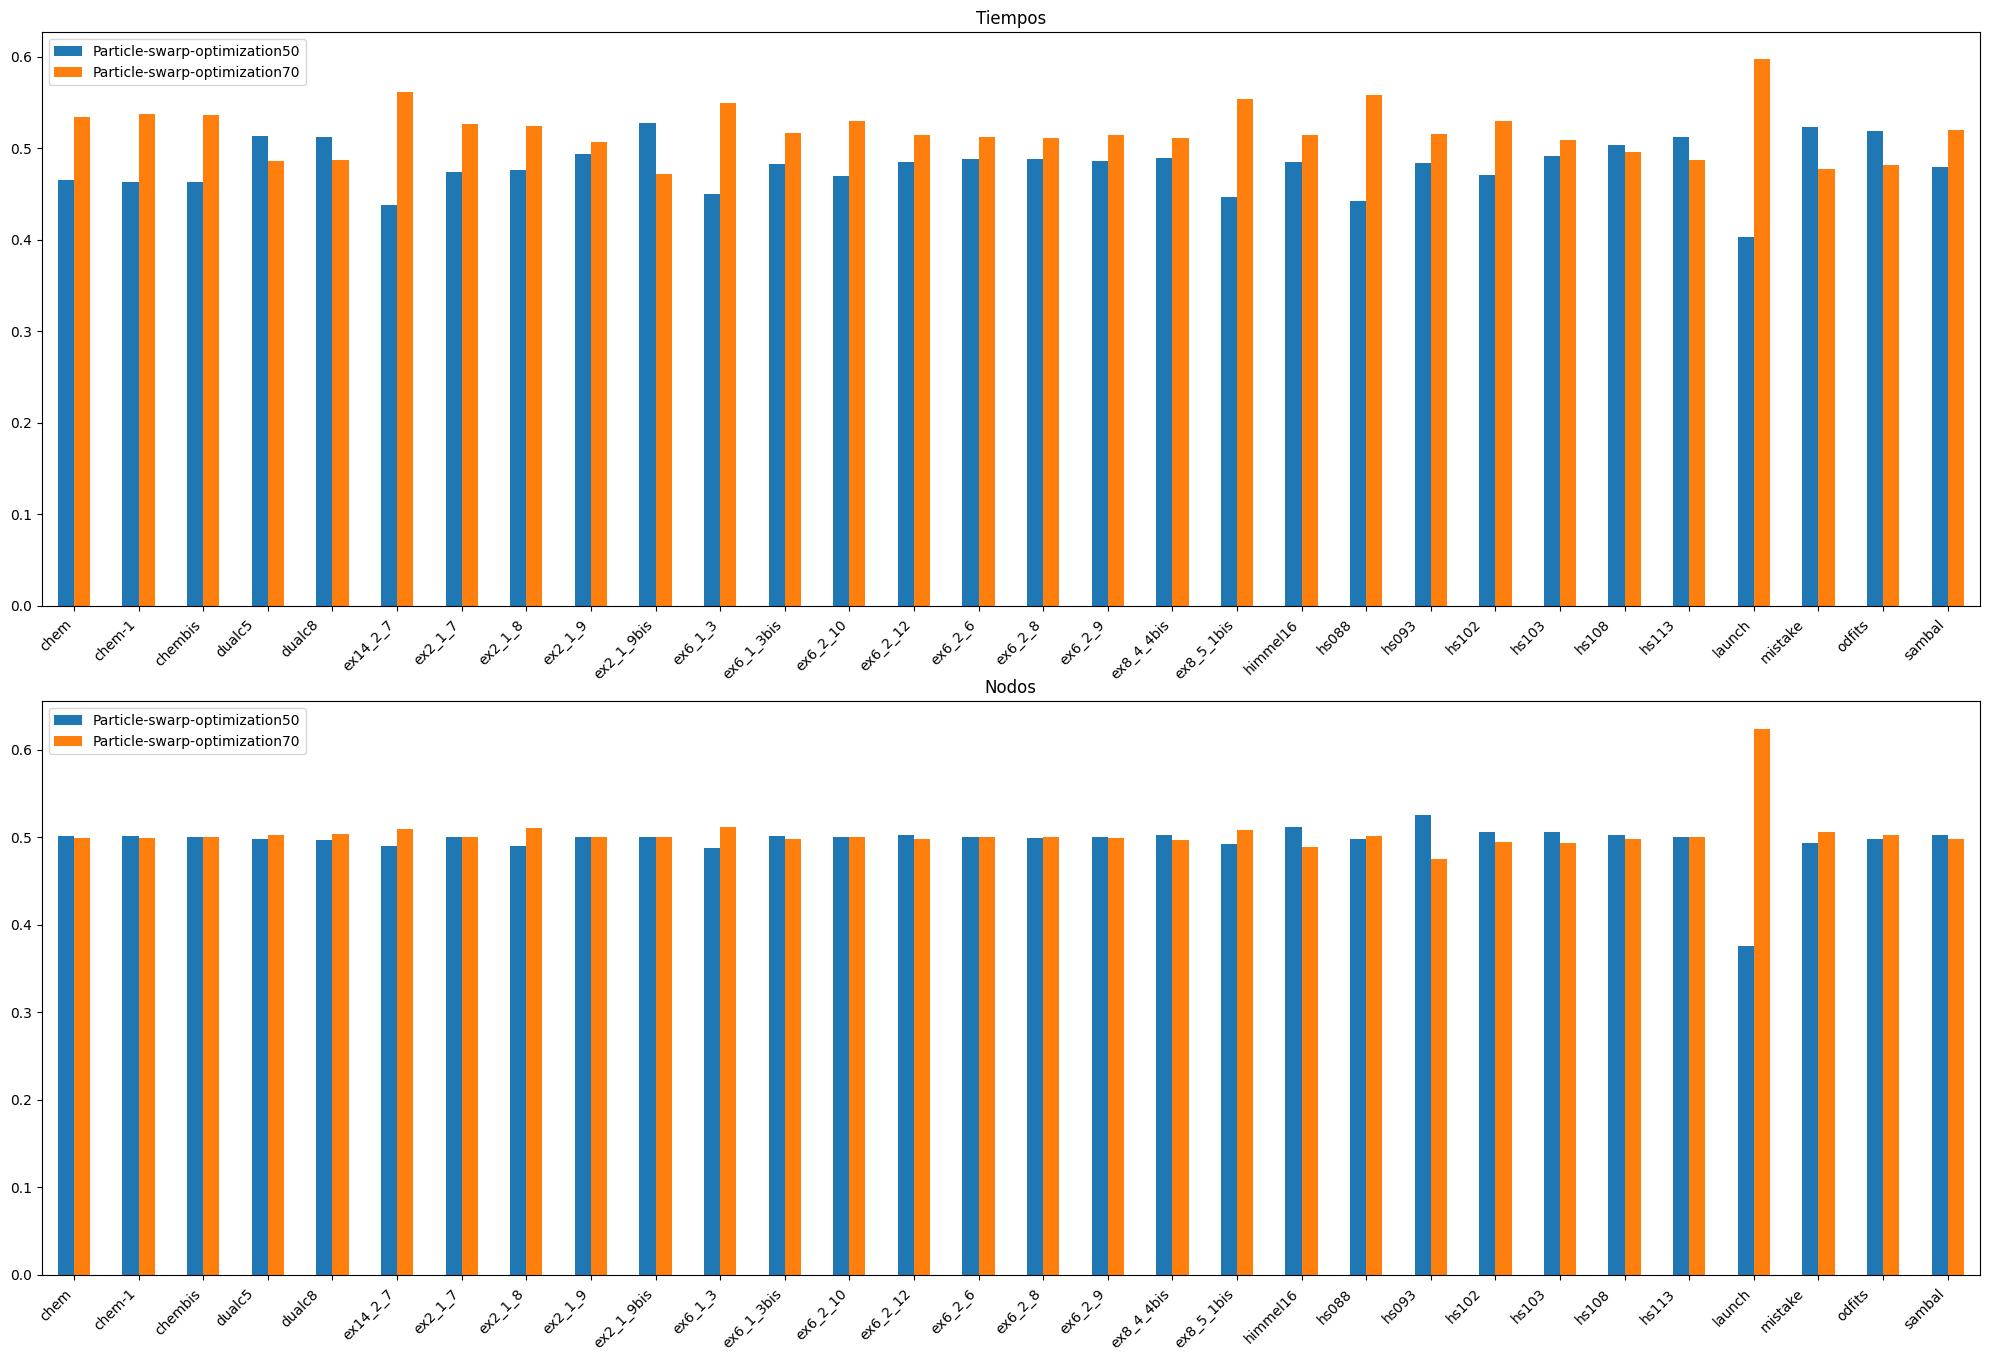 Tiempos
Particle-swarp-optimization50
Particle-swarp-optimization70
0.6
0.5
0.4
0.3
0.2
0.1
0.0
chem
chem-1
chembis
dualc5
dualc8
ex14_2_7
ex2_1_7
ex2_1_8
ex2_1_9
ex2_1_9bis
ex6_1_3
ex6_1_3bis
ex6_2_10
ex6_2_12
ex6_2_6
ex6_2_8
ex6_2_9
ex8_4_4bis
ex8_5_1bis
himmel16
hs088
hs093
hs102
hs103
hs108
hs113
launch
mistake
odfits
sambal
Nodos
Particle-swarp-optimization50
Particle-swarp-optimization70
0.6
0.5
0.4
0.3
0.2
0.1
0.0
chem
chem-1
chembis
dualc5
dualc8
ex14_2_7
ex2_1_7
ex2_1_8
ex2_1_9
ex2_1_9bis
ex6_1_3
ex6_1_3bis
ex6_2_10
ex6_2_12
ex6_2_6
ex6_2_8
ex6_2_9
ex8_4_4bis
ex8_5_1bis
himmel16
hs088
hs093
hs102
hs103
hs108
hs113
launch
mistake
odfits
sambal